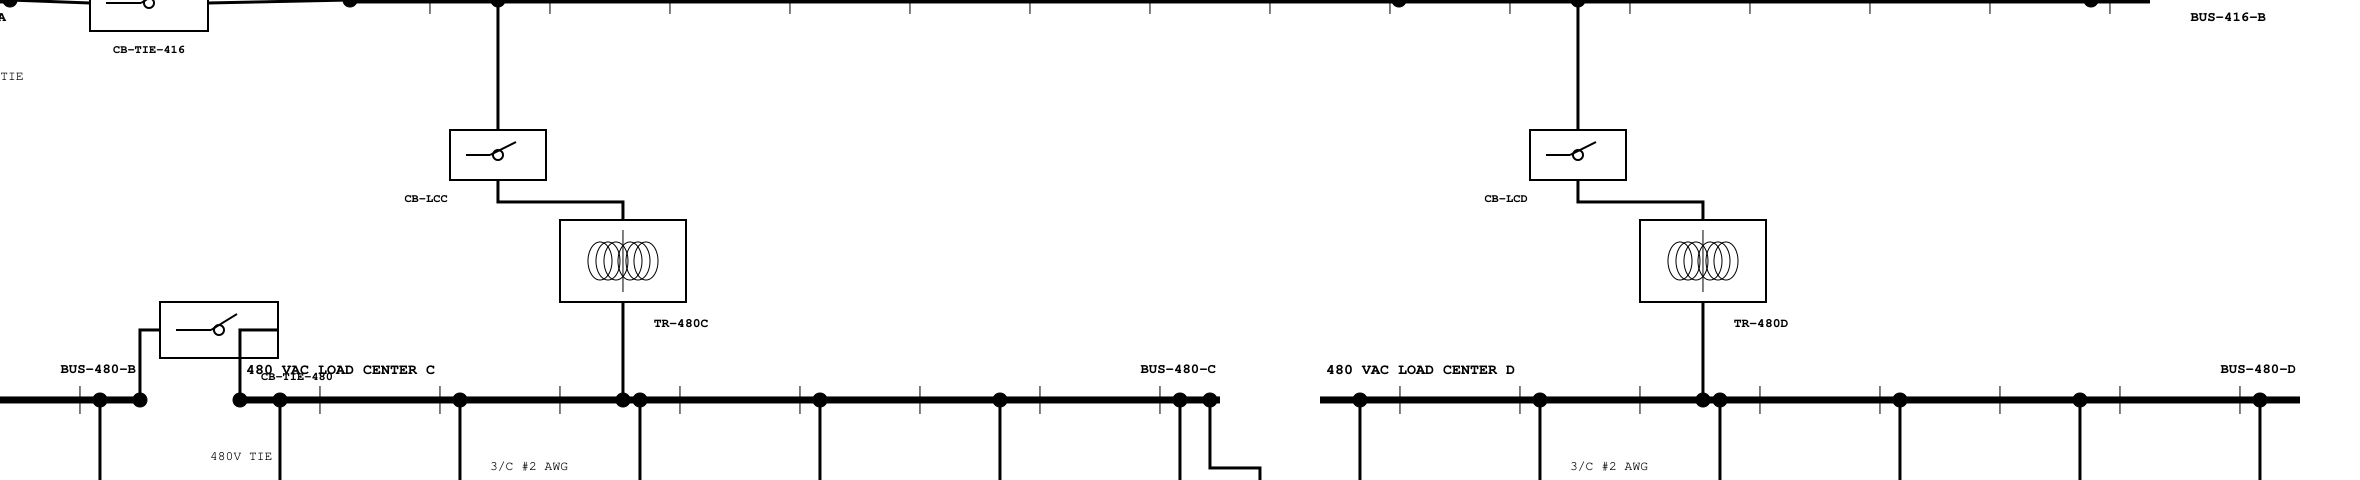 A
BUS-416-B
CB-TIE-416
TIE
CB-LCC
CB-LCD
TR-480C
TR-480D
BUS-480-B
480 VAC LOAD CENTER C
CB-TIE-480
BUS-480-C
480 VAC LOAD CENTER D
BUS-480-D
480V TIE
3/C #2 AWG
3/C #2 AWG